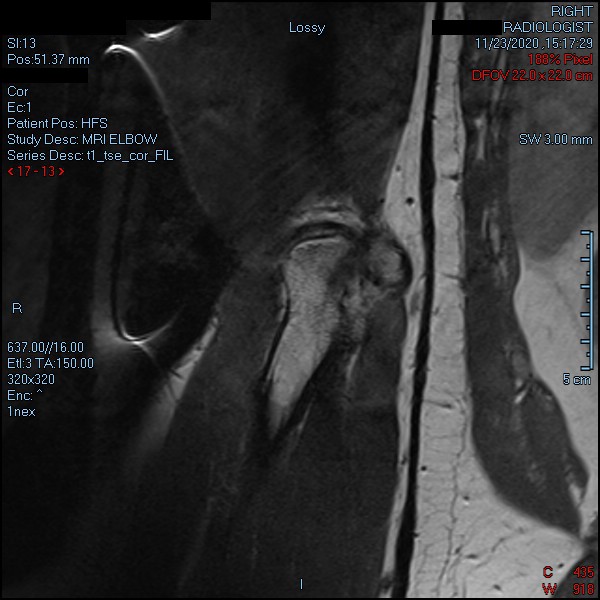 Lossy
RIGHT
RADIOLOGIST
11/23/2020 ,15:17:29
188% Pixel
DFOV 22.0 x 22.0 cm
SW 3.00 mm
SI:13
Pos:51.37 mm
Cor
Ec:1
Patient Pos: HFS
Study Desc: MRI ELBOW
Series Desc: t1_tse_cor_FIL
< 17 - 13 >
R
637.00//16.00
Etl:3 TA:150.00
320x320
Enc: ^
1nex
5 cm
I
C 435
W 918